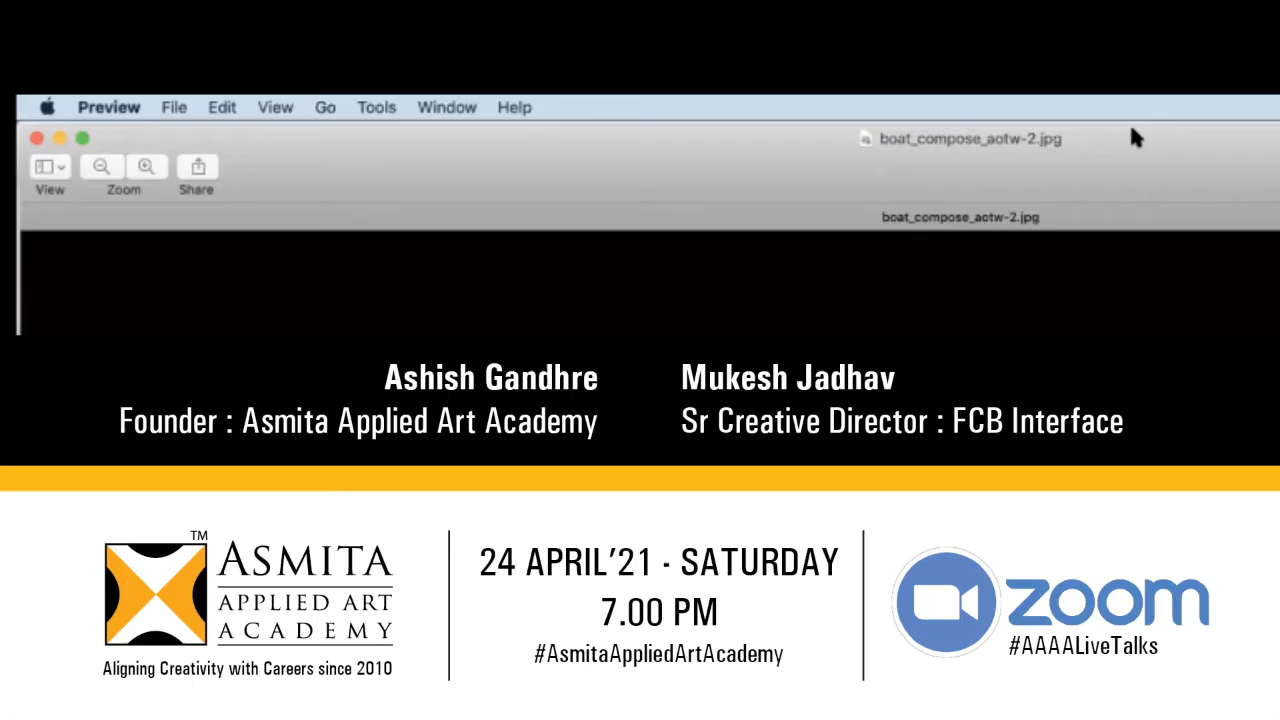 Preview File Edit View Go Tools Window Help
boat_compose_aotw-2.jpg
View Zoom Share
boat_compose_aotw-2.jpg
Ashish Gandhre
Founder : Asmita Applied Art Academy
Mukesh Jadhav
Sr Creative Director : FCB Interface
TM
ASMITA
APPLIED ART
ACADEMY
Aligning Creativity with Careers since 2010
24 APRIL’21 - SATURDAY
7.00 PM
#AsmitaAppliedArtAcademy
zoom
#AAAALiveTalks